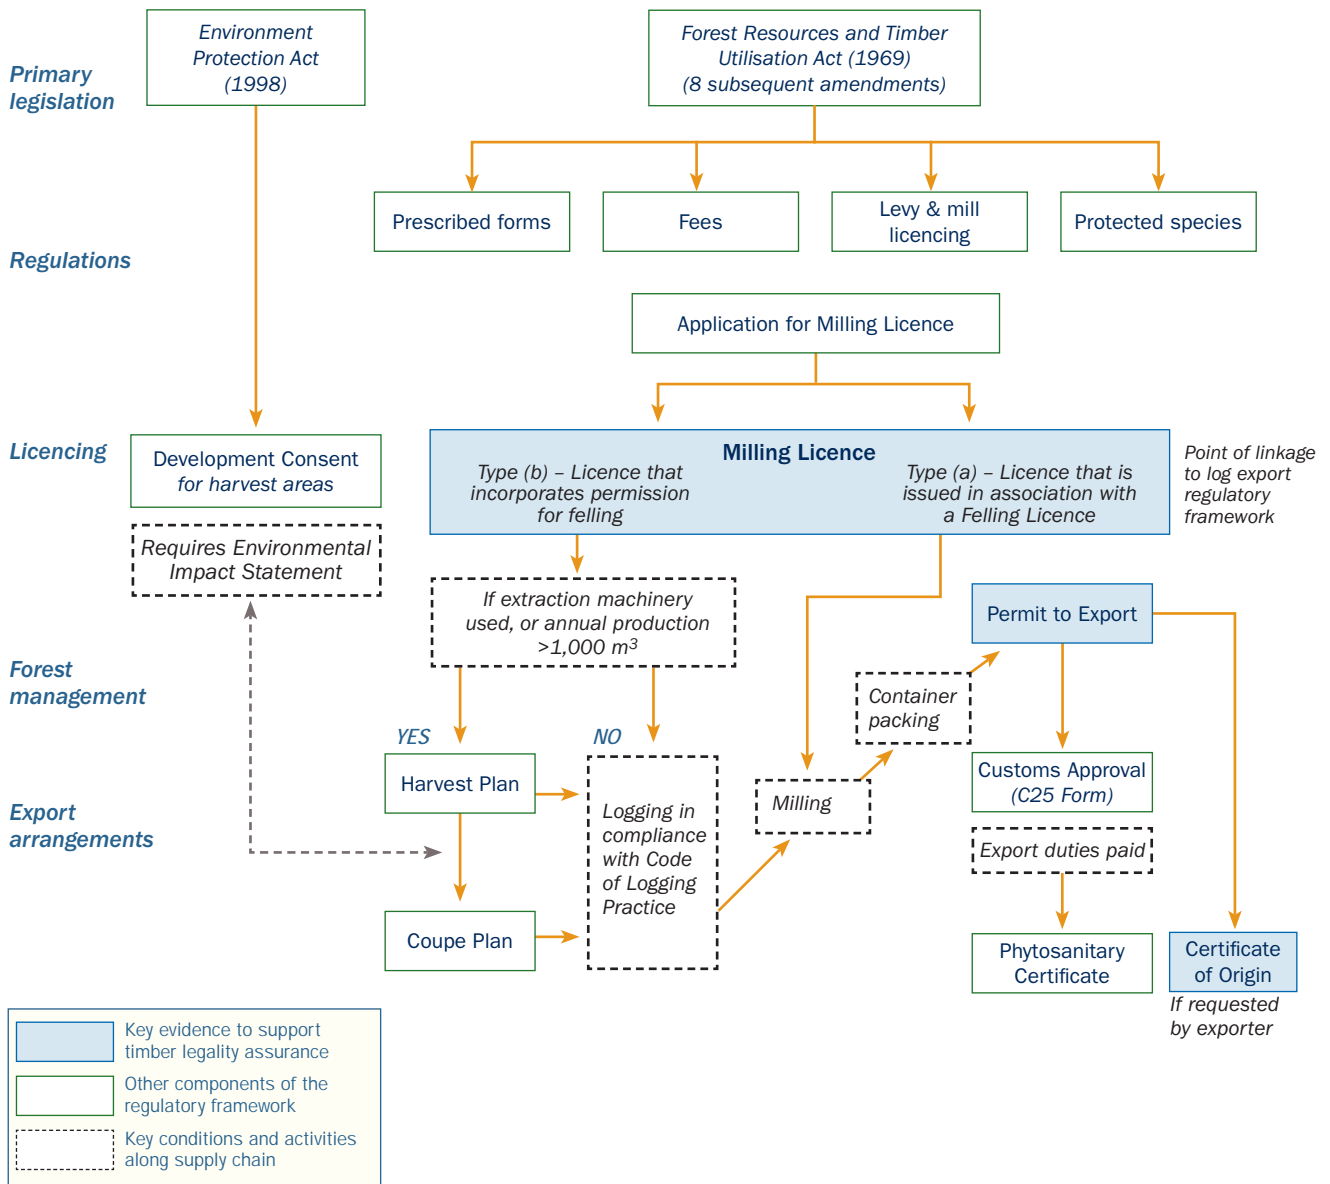 Primary
legislation
Environment
Protection Act
(1998)
Forest Resources and Timber
Utilisation Act (1969)
(8 subsequent amendments)
Regulations
Prescribed forms
Fees
Levy & mill
licencing
Protected species
Application for Milling Licence
Licencing
Development Consent
for harvest areas
Requires Environmental
Impact Statement
Milling Licence
Type (b) – Licence that
incorporates permission
for felling
Type (a) – Licence that is
issued in association with
a Felling Licence
Point of linkage
to log export
regulatory
framework
If extraction machinery
used, or annual production
>1,000 m³
Forest
management
YES
NO
Harvest Plan
Coupe Plan
Logging in
compliance
with Code
of Logging
Practice
Export
arrangements
Milling
Container
packing
Permit to Export
Customs Approval
(C25 Form)
Export duties paid
Phytosanitary
Certificate
Certificate
of Origin
If requested
by exporter
Key evidence to support
timber legality assurance
Other components of the
regulatory framework
Key conditions and activities
along supply chain